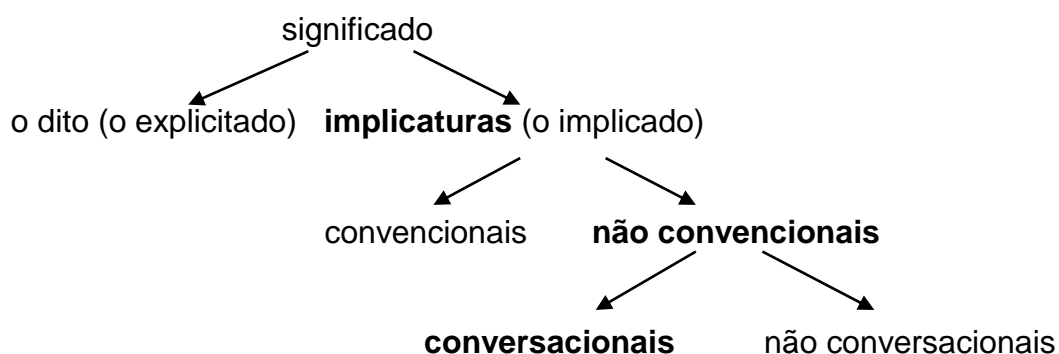 significado
o dito (o explicitado) implicaturas (o implicado)
convencionais não convencionais
conversacionais não conversacionais